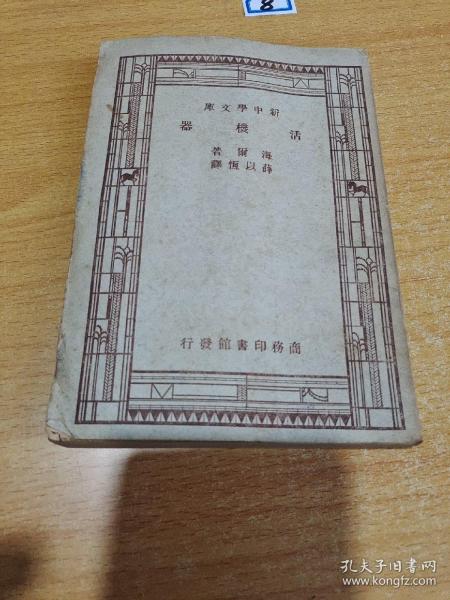 8
新中學文庫
活機器
海爾著
薛以恆譯
商務印書館發行
孔夫子旧书网
www.kongfz.com